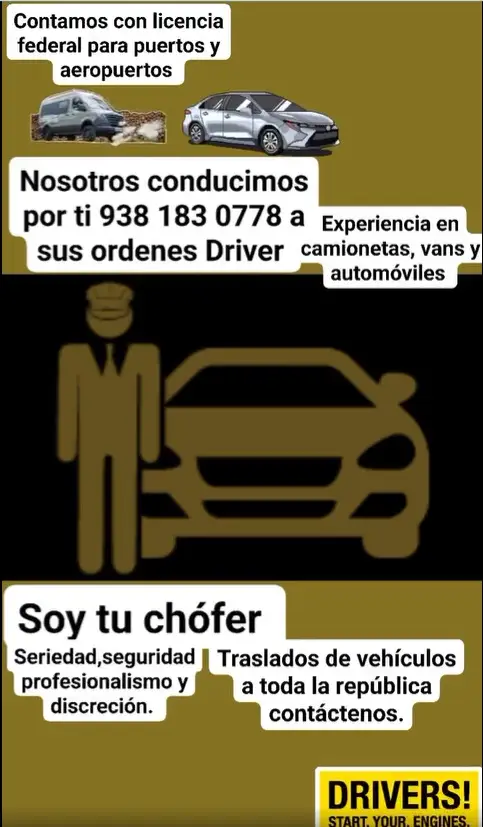 Contamos con licencia
federal para puertos y
aeropuertos
Nosotros conducimos
por ti 938 183 0778 a
sus ordenes Driver
Experiencia en
camionetas, vans y
automóviles
Soy tu chófer
Seriedad,seguridad
profesionalismo y
discreción.
Traslados de vehículos
a toda la república
contáctenos.
DRIVERS!
START. YOUR. ENGINES.